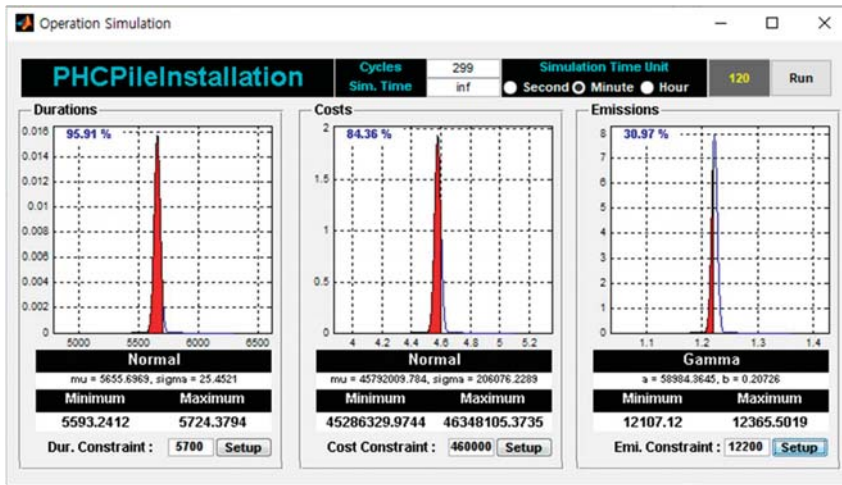 Operation Simulation
PHCPileInstallation
Cycles 299
Sim. Time inf
Simulation Time Unit
Second Minute Hour
120
Run
Durations
95.91 %
0.016
0.014
0.012
0.01
0.008
0.006
0.004
0.002
0
5000 5500 6000 6500
Normal
mu = 5655.6969, sigma = 25.4521
Minimum Maximum
5593.2412 5724.3794
Dur. Constraint : 5700 Setup
Costs
84.36 %
2
1.5
1
0.5
0
4 4.2 4.4 4.6 4.8 5 5.2
Normal
mu = 45792009.784, sigma = 206076.2289
Minimum Maximum
45286329.9744 46348105.3735
Cost Constraint : 460000 Setup
Emissions
30.97 %
8
7
6
5
4
3
2
1
0
1.1 1.2 1.3 1.4
Gamma
a = 58984.3645, b = 0.20726
Minimum Maximum
12107.12 12365.5019
Emi. Constraint : 12200 Setup